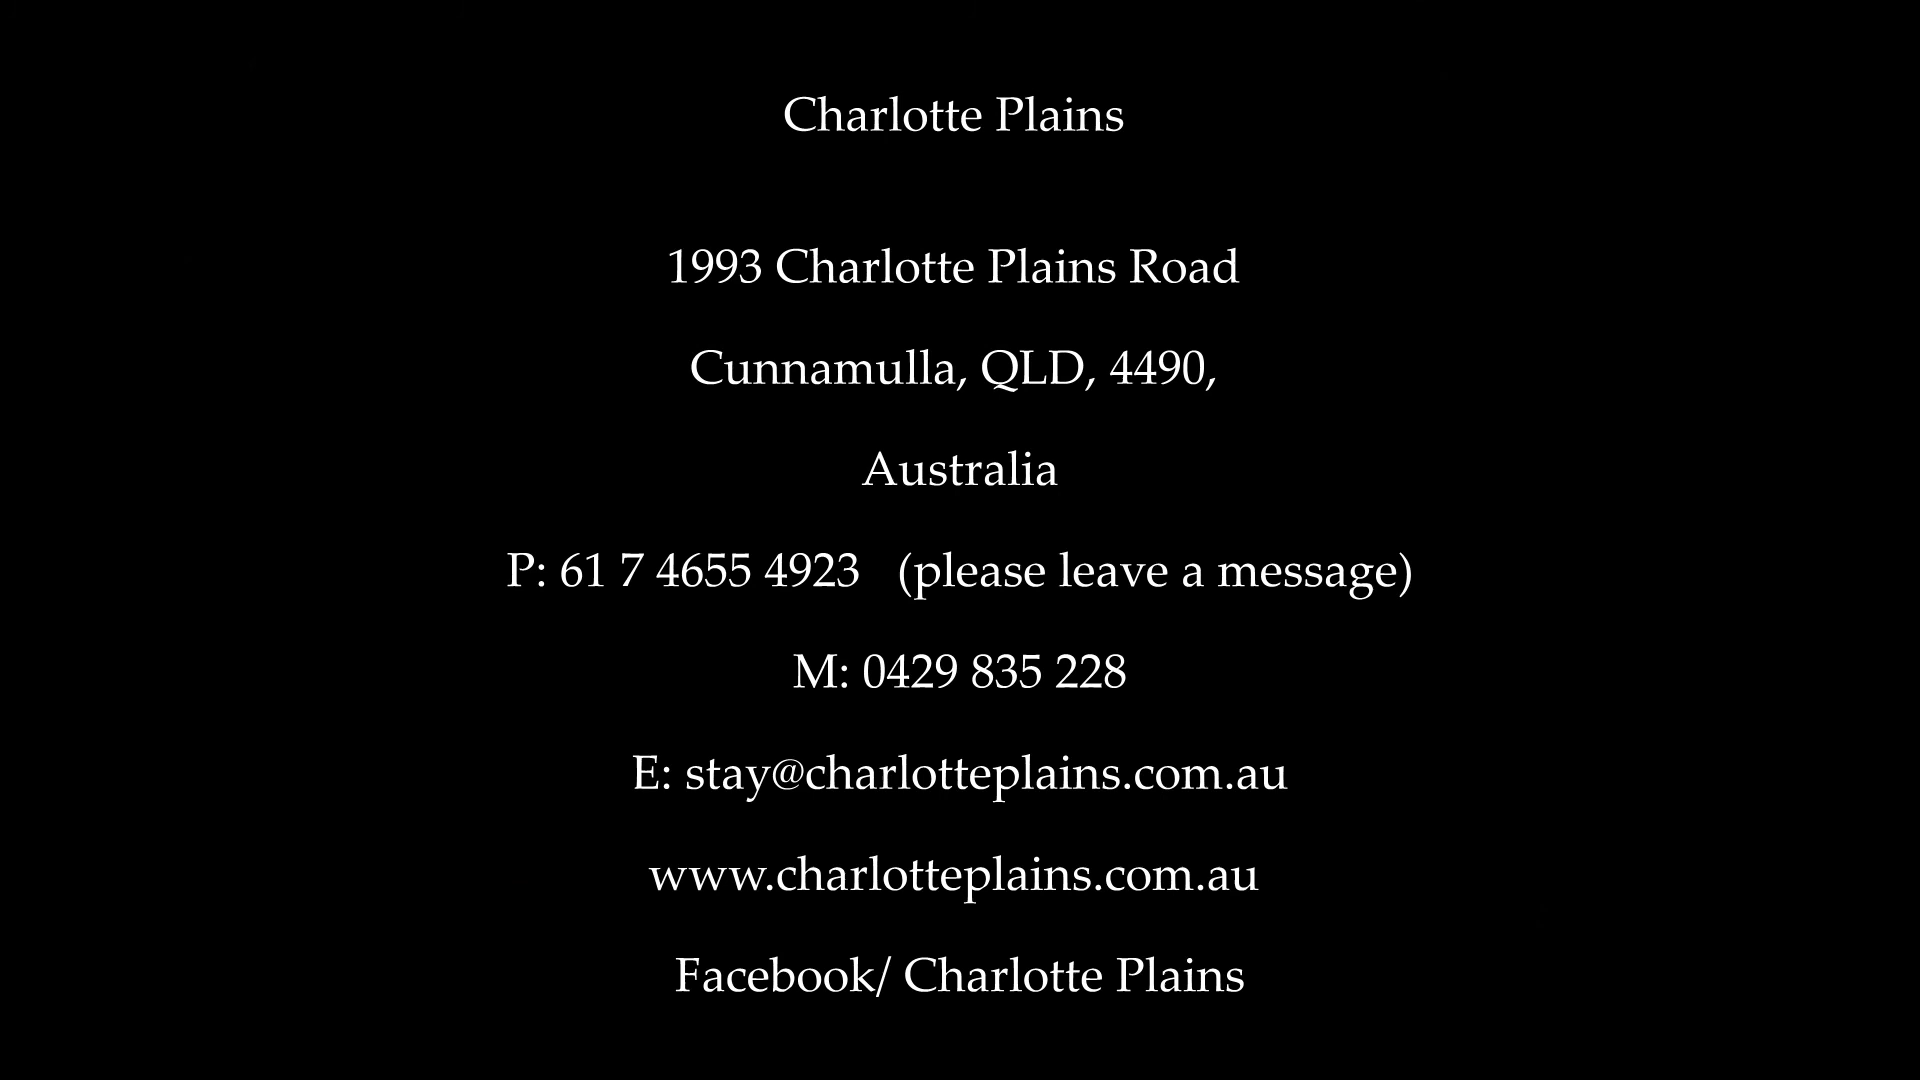 Charlotte Plains
1993 Charlotte Plains Road
Cunnamulla, QLD, 4490,
Australia
P: 61 7 4655 4923   (please leave a message)
M: 0429 835 228
E: stay@charlotteplains.com.au
www.charlotteplains.com.au
Facebook/ Charlotte Plains